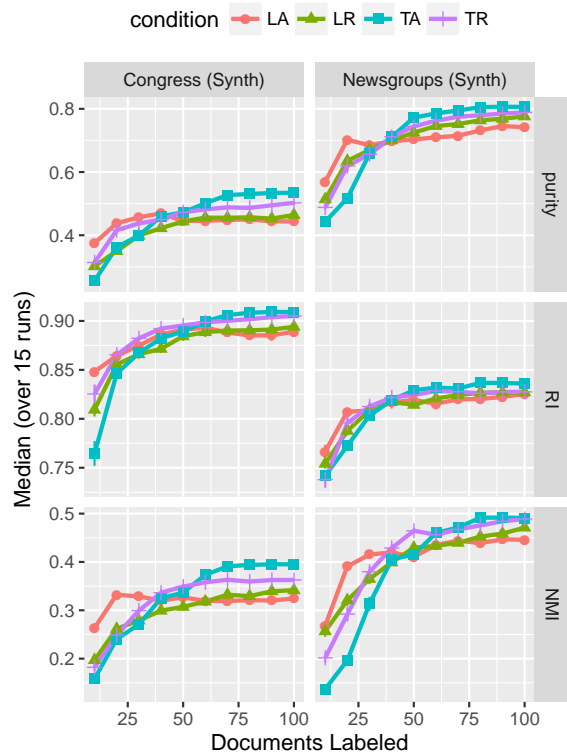 condition LA LR TA TR
Congress (Synth) Newsgroups (Synth)
0.8
0.6
0.4
purity
0.90
0.85
0.80
0.75
RI
0.5
0.4
0.3
0.2
NMI
Median (over 15 runs)
25 50 75 100 25 50 75 100
Documents Labeled